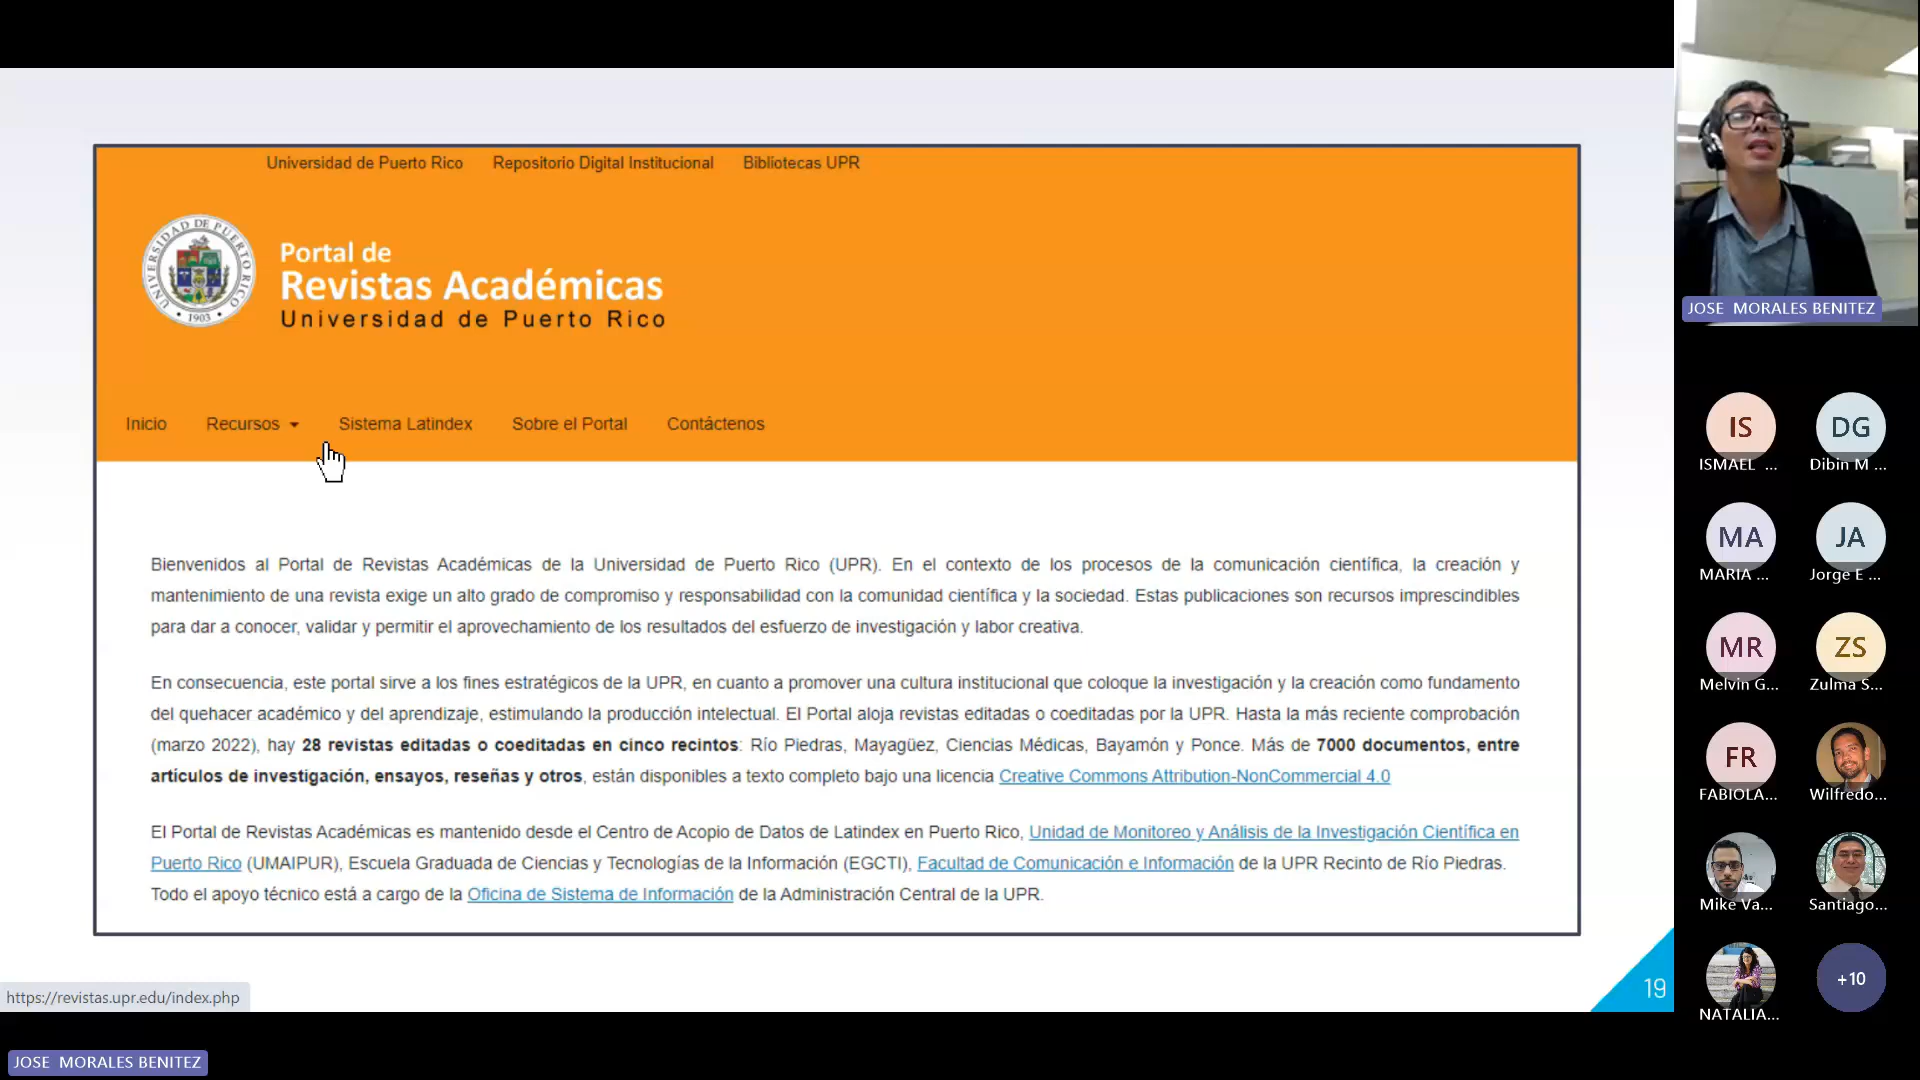 Universidad de Puerto Rico Repositorio Digital Institucional Bibliotecas UPR
UNIVERSIDAD DE PUERTO RICO
• 1903 •
Portal de
Revistas Académicas
Universidad de Puerto Rico
Inicio Recursos Sistema Latindex Sobre el Portal Contáctenos
Bienvenidos al Portal de Revistas Académicas de la Universidad de Puerto Rico (UPR). En el contexto de los procesos de la comunicación científica, la creación y
mantenimiento de una revista exige un alto grado de compromiso y responsabilidad con la comunidad científica y la sociedad. Estas publicaciones son recursos imprescindibles
para dar a conocer, validar y permitir el aprovechamiento de los resultados del esfuerzo de investigación y labor creativa.
En consecuencia, este portal sirve a los fines estratégicos de la UPR, en cuanto a promover una cultura institucional que coloque la investigación y la creación como fundamento
del quehacer académico y del aprendizaje, estimulando la producción intelectual. El Portal aloja revistas editadas o coeditadas por la UPR. Hasta la más reciente comprobación
(marzo 2022), hay 28 revistas editadas o coeditadas en cinco recintos: Río Piedras, Mayagüez, Ciencias Médicas, Bayamón y Ponce. Más de 7000 documentos, entre
artículos de investigación, ensayos, reseñas y otros, están disponibles a texto completo bajo una licencia Creative Commons Attribution-NonCommercial 4.0
El Portal de Revistas Académicas es mantenido desde el Centro de Acopio de Datos de Latindex en Puerto Rico, Unidad de Monitoreo y Análisis de la Investigación Científica en
Puerto Rico (UMAIPUR), Escuela Graduada de Ciencias y Tecnologías de la Información (EGCTI), Facultad de Comunicación e Información de la UPR Recinto de Río Piedras.
Todo el apoyo técnico está a cargo de la Oficina de Sistema de Información de la Administración Central de la UPR.
https://revistas.upr.edu/index.php
19
JOSE MORALES BENITEZ
JOSE MORALES BENITEZ
IS DG
ISMAEL ... Dibin M ...
MA JA
MARIA ... Jorge E ...
MR ZS
Melvin G... Zulma S...
FR
FABIOLA... Wilfredo...
Mike Va... Santiago...
+10
NATALIA...